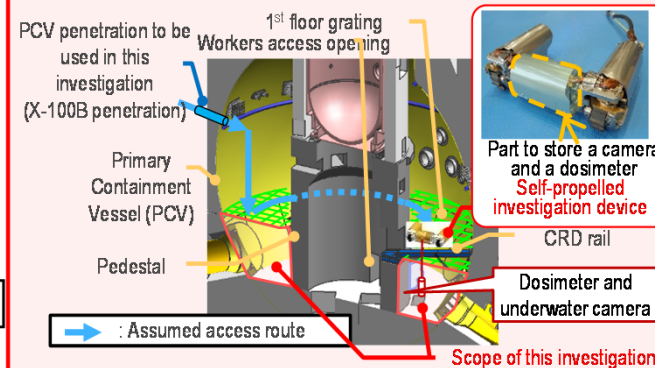 PCV penetration to be
used in this
investigation
(X-100B penetration)
1st floor grating
Workers access opening
Part to store a camera
and a dosimeter
Self-propelled
investigation device
Primary
Containment
Vessel (PCV)
CRD rail
Pedestal
Dosimeter and
underwater camera
: Assumed access route
Scope of this investigation